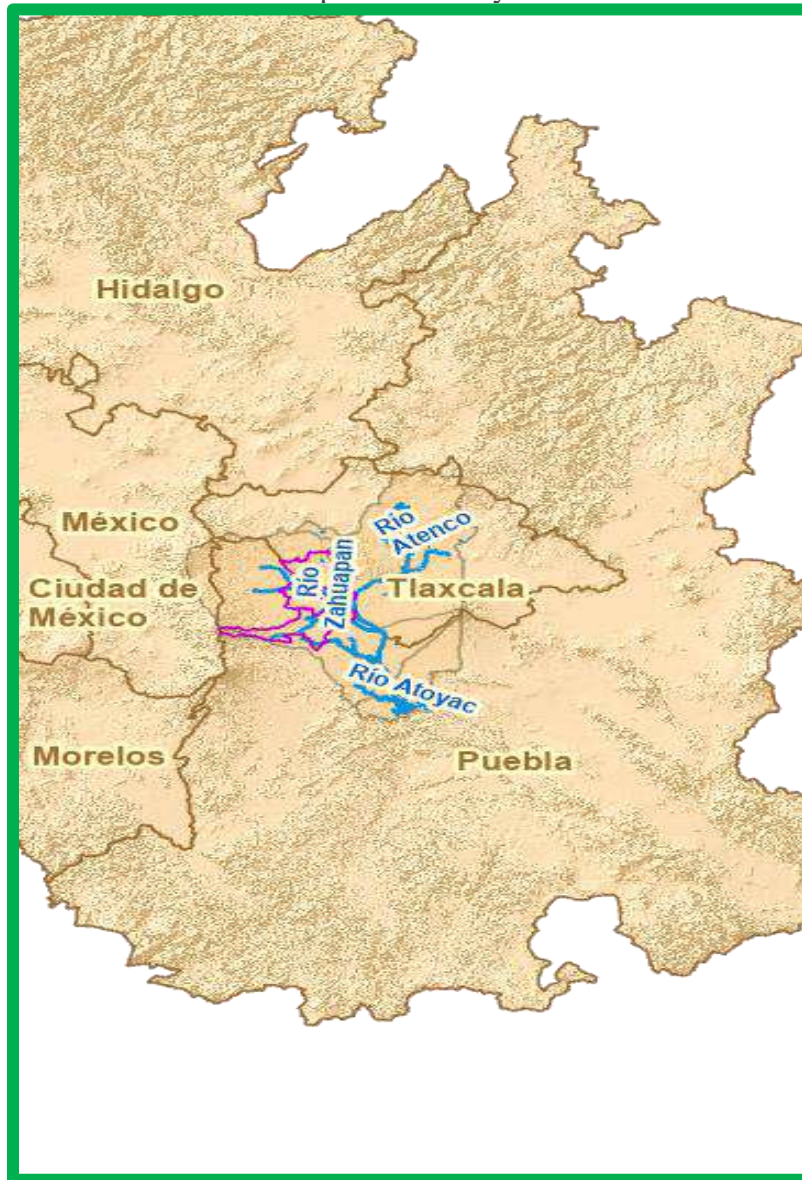 Hidalgo
Río
Atenco
México
Río
Zahuapan
Ciudad de
México
Tlaxcala
Río Atoyac
Morelos
Puebla